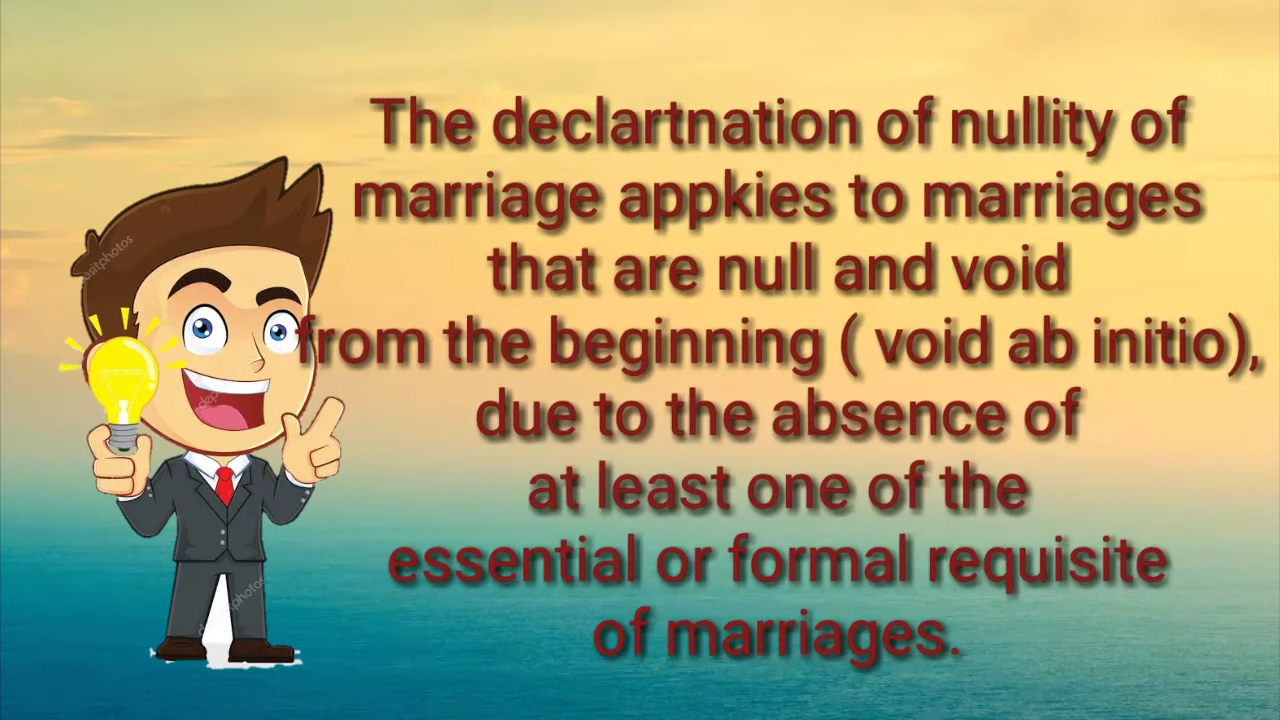 The declartnation of nullity of
marriage appkies to marriages
that are null and void
from the beginning ( void ab initio),
due to the absence of
at least one of the
essential or formal requisite
of marriages.